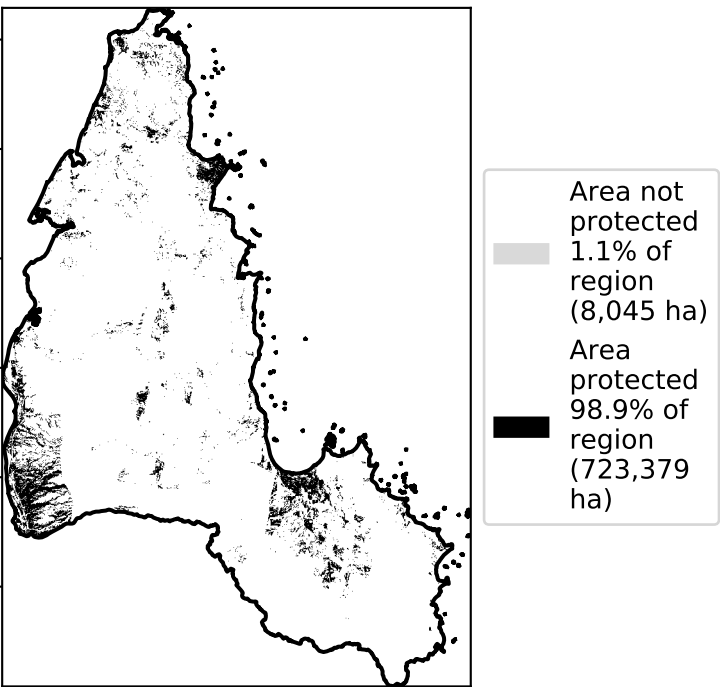 Area not
protected
1.1% of
region
(8,045 ha)
Area
protected
98.9% of
region
(723,379
ha)